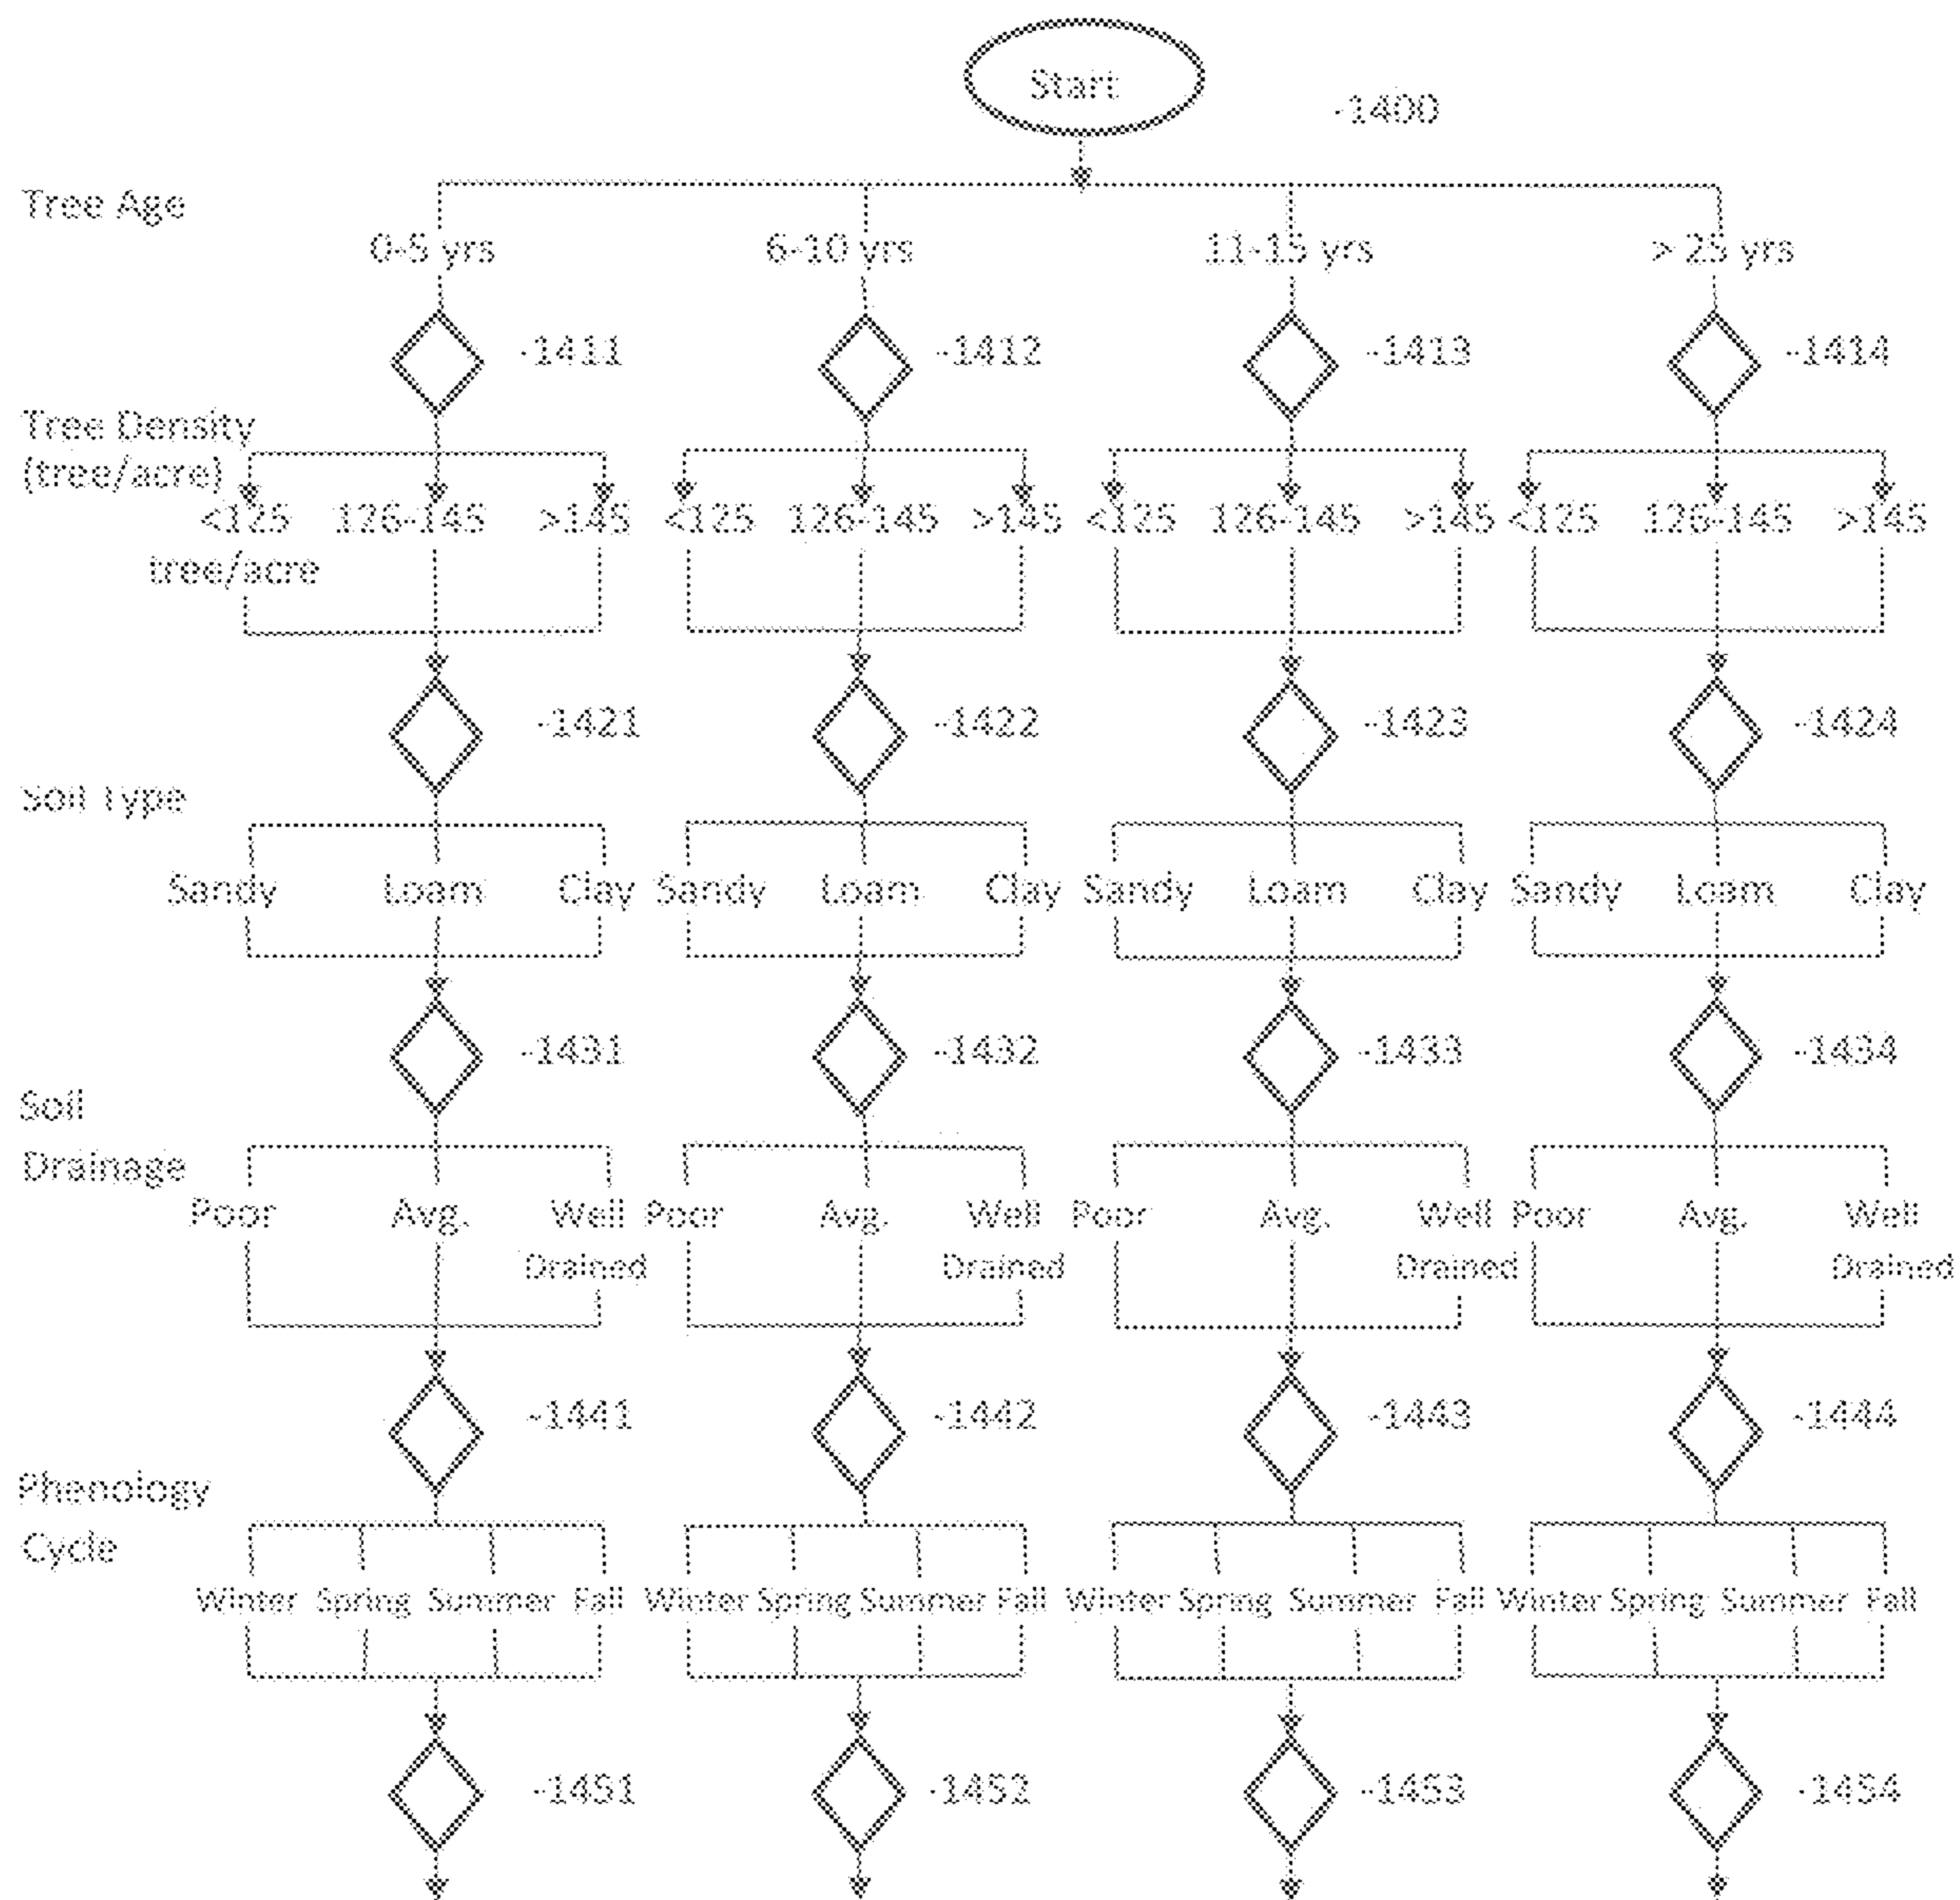 Start
-1400
Tree Age
0-5 yrs 6-10 yrs 11-15 yrs > 25 yrs
-1411 -1412 -1413 -1414
Tree Density
(tree/acre)
<125 126-145 >145 <125 126-145 >145 <125 126-145 >145 <125 126-145 >145
tree/acre
-1421 -1422 -1423 -1424
Soil Type
Sandy Loam Clay Sandy Loam Clay Sandy Loam Clay Sandy Loam Clay
-1431 -1432 -1433 -1434
Soil
Drainage
Poor Avg. Well Poor Avg. Well Poor Avg. Well Poor Avg. Well
Drained Drained Drained Drained
-1441 -1442 -1443 -1444
Phenology
Cycle
Winter Spring Summer Fall Winter Spring Summer Fall Winter Spring Summer Fall Winter Spring Summer Fall
-1451 -1452 -1453 -1454